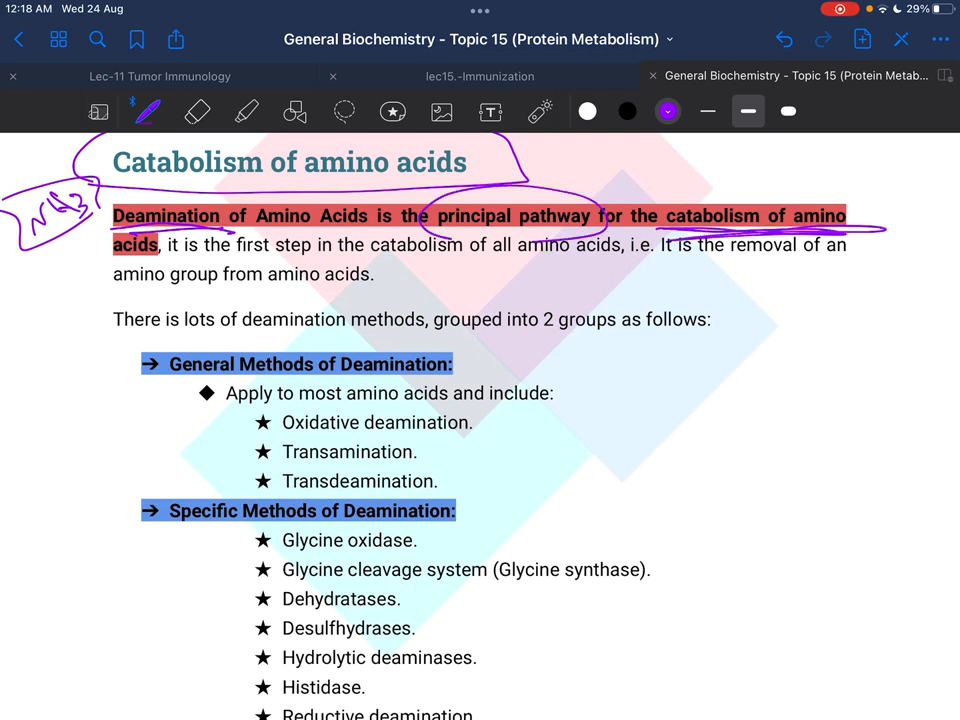 12:18 AM Wed 24 Aug
29%
General Biochemistry - Topic 15 (Protein Metabolism)
Lec-11 Tumor Immunology
lec15.-Immunization
General Biochemistry - Topic 15 (Protein Metab...
Catabolism of amino acids
NH3
Deamination of Amino Acids is the principal pathway for the catabolism of amino
acids, it is the first step in the catabolism of all amino acids, i.e. It is the removal of an
amino group from amino acids.
There is lots of deamination methods, grouped into 2 groups as follows:
➔ General Methods of Deamination:
◆ Apply to most amino acids and include:
★ Oxidative deamination.
★ Transamination.
★ Transdeamination.
➔ Specific Methods of Deamination:
★ Glycine oxidase.
★ Glycine cleavage system (Glycine synthase).
★ Dehydratases.
★ Desulfhydrases.
★ Hydrolytic deaminases.
★ Histidase.
★ Reductive deamination